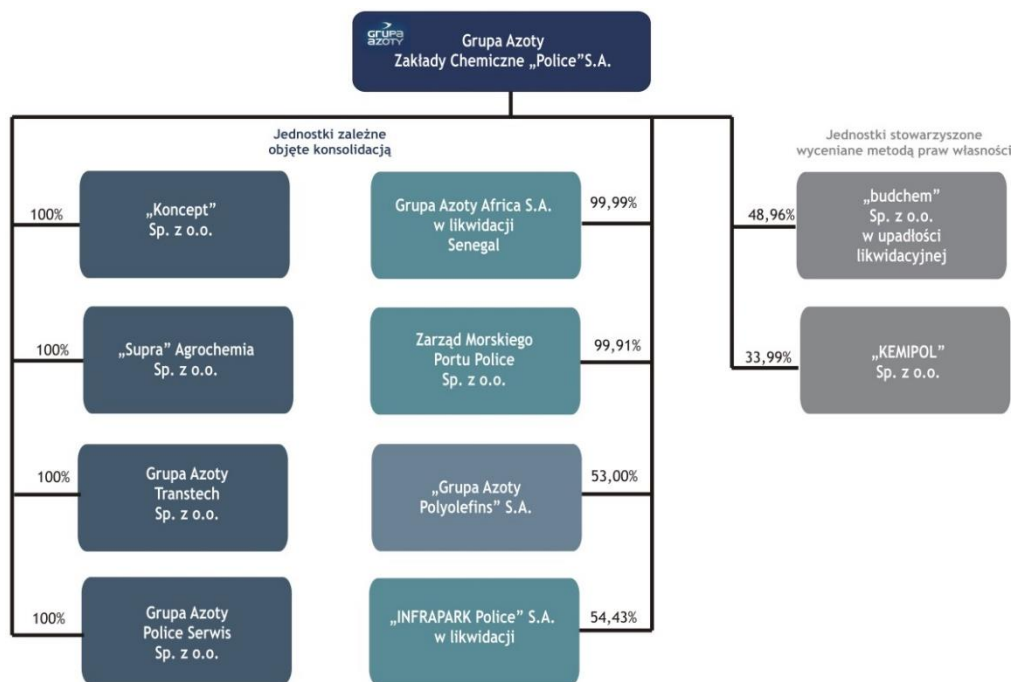 GRUPA
AZOTY
Grupa Azoty
Zakłady Chemiczne „Police”S.A.
Jednostki zależne
objęte konsolidacją
Jednostki stowarzyszone
wyceniane metodą praw własności
100%
„Koncept”
Sp. z o.o.
Grupa Azoty Africa S.A.
w likwidacji
Senegal
99,99%
48,96%
„budchem”
Sp. z o.o.
w upadłości
likwidacyjnej
100%
„Supra” Agrochemia
Sp. z o.o.
Zarząd Morskiego
Portu Police
Sp. z o.o.
99,91%
33,99%
„KEMIPOL”
Sp. z o.o.
100%
Grupa Azoty
Transtech
Sp. z o.o.
„Grupa Azoty
Polyolefins” S.A.
53,00%
100%
Grupa Azoty
Police Serwis
Sp. z o.o.
„INFRAPARK Police” S.A.
w likwidacji
54,43%